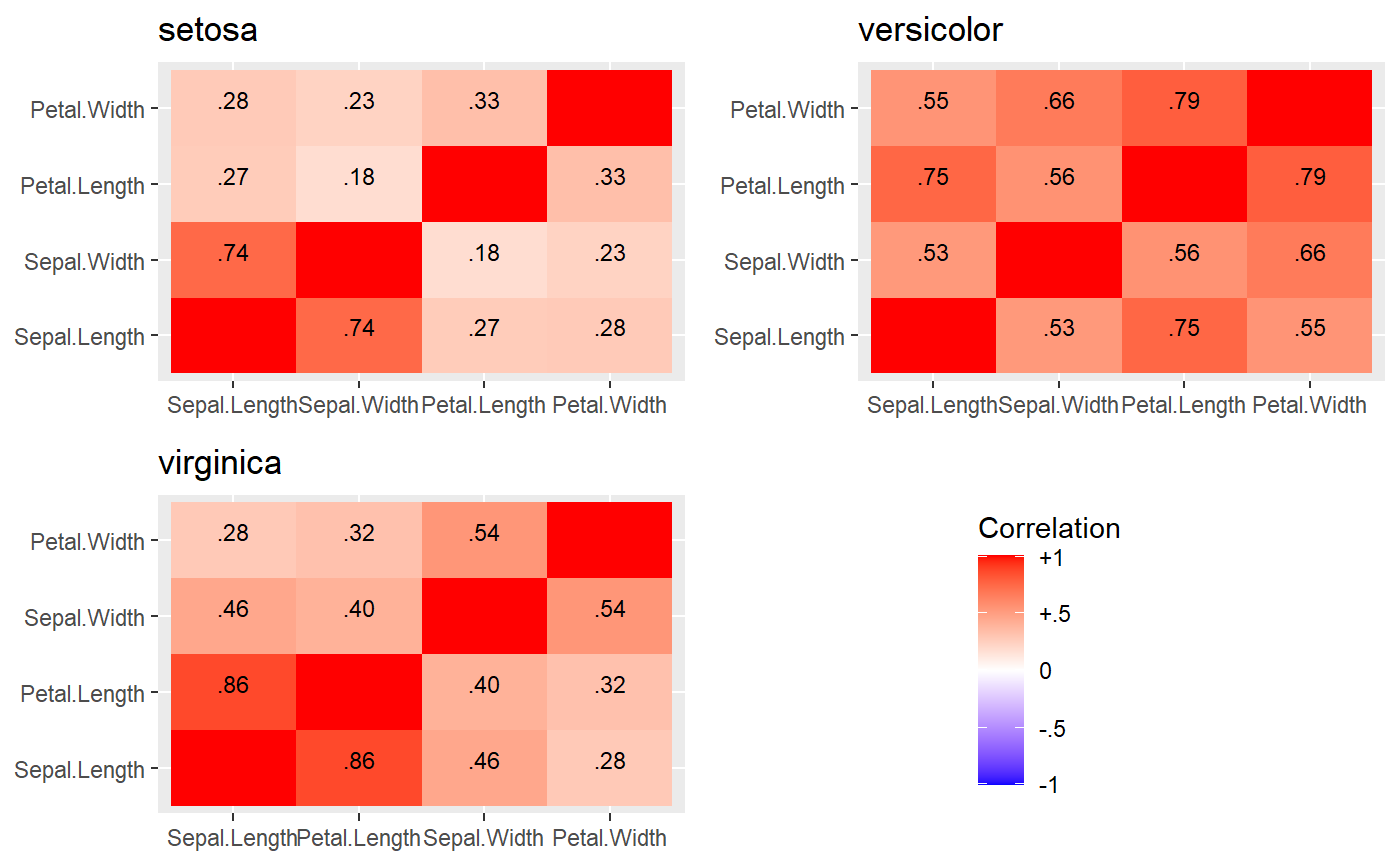 setosa
Petal.Width .28 .23 .33
Petal.Length .27 .18 .33
Sepal.Width .74 .18 .23
Sepal.Length .74 .27 .28
Sepal.Length Sepal.Width Petal.Length Petal.Width
versicolor
Petal.Width .55 .66 .79
Petal.Length .75 .56 .79
Sepal.Width .53 .56 .66
Sepal.Length .53 .75 .55
Sepal.Length Sepal.Width Petal.Length Petal.Width
virginica
Petal.Width .28 .32 .54
Sepal.Width .46 .40 .54
Petal.Length .86 .40 .32
Sepal.Length .86 .46 .28
Sepal.Length Petal.Length Sepal.Width Petal.Width
Correlation
+1
+.5
0
-.5
-1